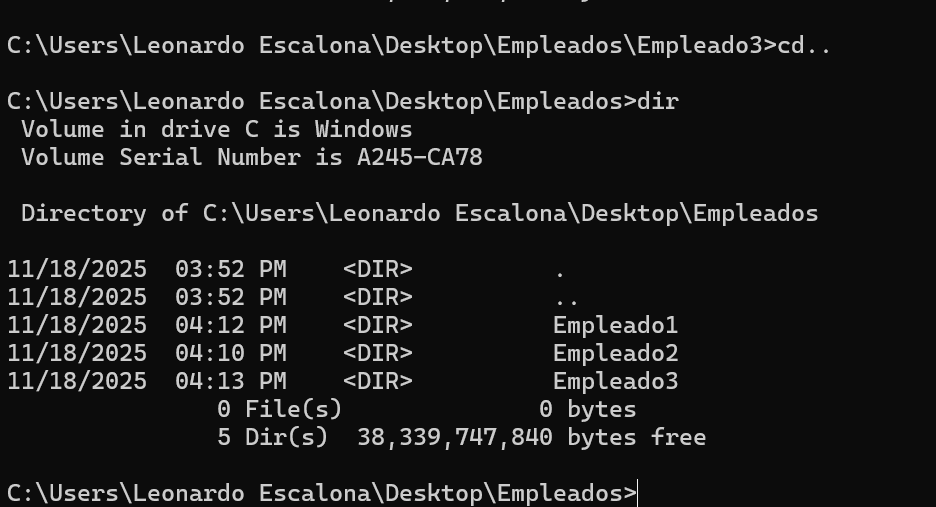 C:\Users\Leonardo Escalona\Desktop\Empleados\Empleado3>cd..
C:\Users\Leonardo Escalona\Desktop\Empleados>dir
Volume in drive C is Windows
Volume Serial Number is A245-CA78
Directory of C:\Users\Leonardo Escalona\Desktop\Empleados
11/18/2025  03:52 PM    <DIR>          .
11/18/2025  03:52 PM    <DIR>          ..
11/18/2025  04:12 PM    <DIR>          Empleado1
11/18/2025  04:10 PM    <DIR>          Empleado2
11/18/2025  04:13 PM    <DIR>          Empleado3
0 File(s)              0 bytes
5 Dir(s)  38,339,747,840 bytes free
C:\Users\Leonardo Escalona\Desktop\Empleados>